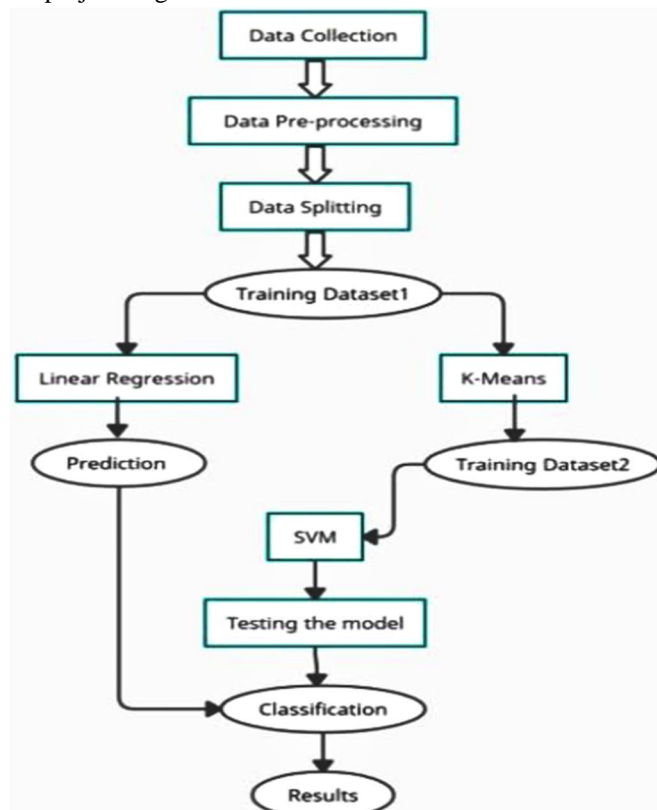 Data Collection
Data Pre-processing
Data Splitting
Training Dataset1
Linear Regression
K-Means
Prediction
Training Dataset2
SVM
Testing the model
Classification
Results